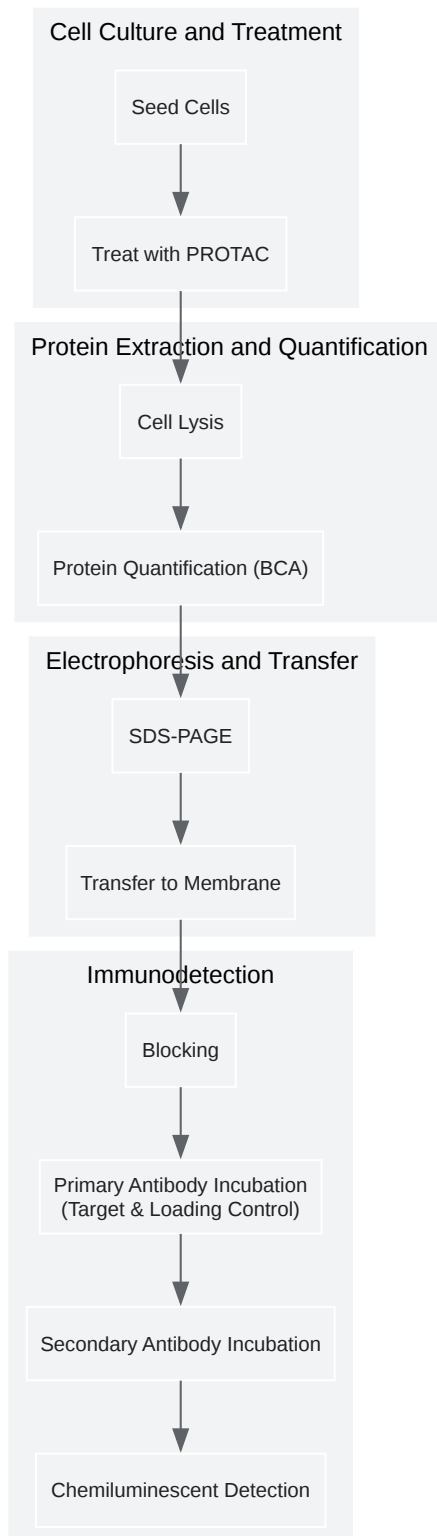 Cell Culture and Treatment
Seed Cells
Treat with PROTAC
Protein Extraction and Quantification
Cell Lysis
Protein Quantification (BCA)
Electrophoresis and Transfer
SDS-PAGE
Transfer to Membrane
Immunodetection
Blocking
Primary Antibody Incubation
(Target & Loading Control)
Secondary Antibody Incubation
Chemiluminescent Detection